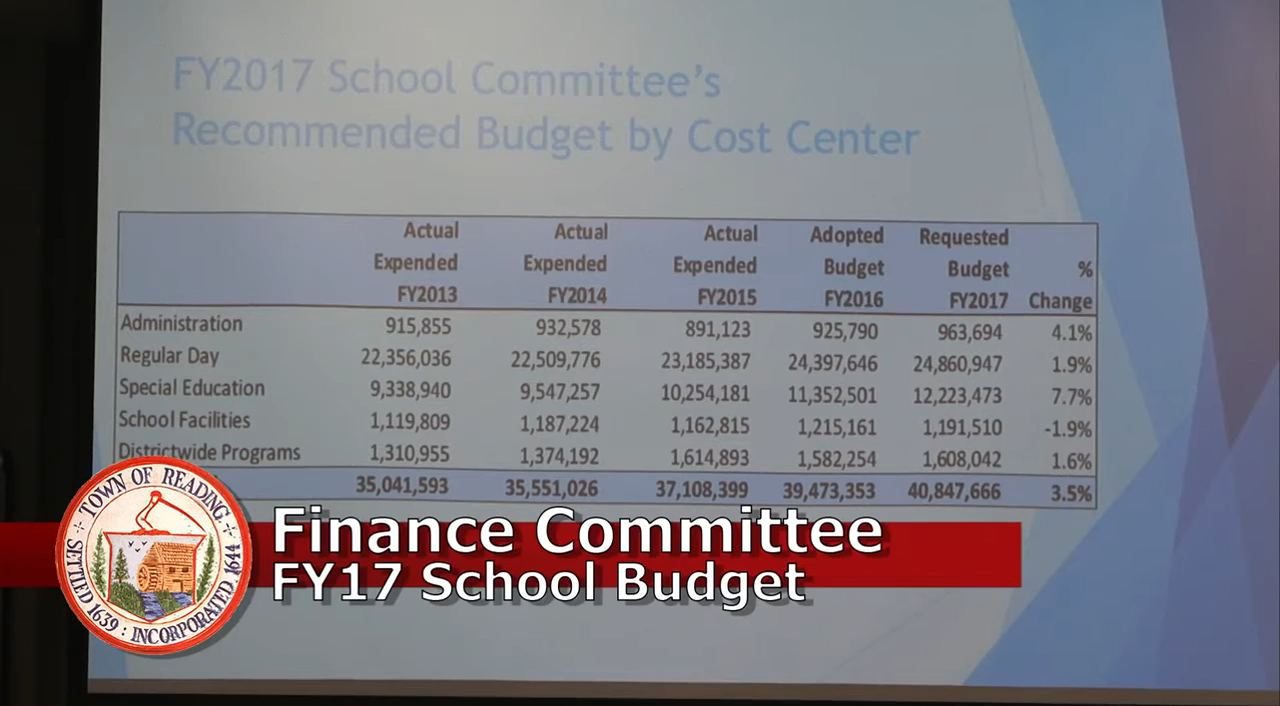 FY2017 School Committee's
Recommended Budget by Cost Center
Actual Actual Actual Adopted Requested
Expended Expended Expended Budget Budget %
FY2013 FY2014 FY2015 FY2016 FY2017 Change
Administration 915,855 932,578 891,123 925,790 963,694 4.1%
Regular Day 22,356,036 22,509,776 23,185,387 24,397,646 24,860,947 1.9%
Special Education 9,338,940 9,547,257 10,254,181 11,352,501 12,223,473 7.7%
School Facilities 1,119,809 1,187,224 1,162,815 1,215,161 1,191,510 -1.9%
Districtwide Programs 1,310,955 1,374,192 1,614,893 1,582,254 1,608,042 1.6%
35,041,593 35,551,026 37,108,399 39,473,353 40,847,666 3.5%
TOWN OF READING
SETTLED 1639 : INCORPORATED 1644
Finance Committee
FY17 School Budget